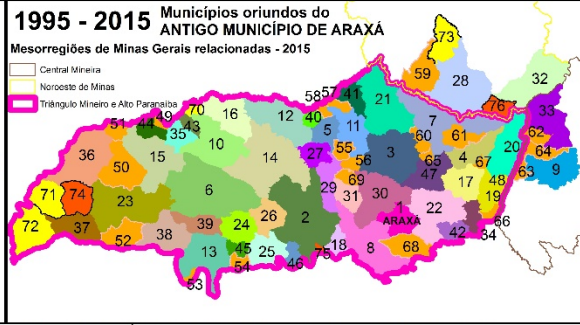 1995 - 2015 Municípios oriundos do
ANTIGO MUNICÍPIO DE ARAXÁ
Mesorregiões de Minas Gerais relacionadas - 2015
Central Mineira
Noroeste de Minas
Triângulo Mineiro e Alto Paranaiba
73
59 28 32
76 33
58 57 41 21
51 44 49 70 16 12 40 5 11 7 62
35 43 60 61 20 64
36 50 15 10 14 27 55 56 3 65 4 67 63 9
47
71 74 6 29 69 31 30 17 48 19
72 37 23 39 24 26 2 1 22 66
ARAXÁ
52 38 13 45 25 18 8 68 42 34
53 54 46 75